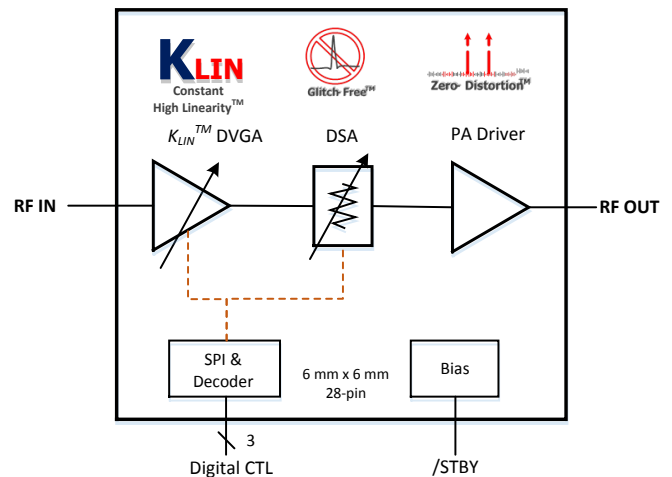 KLIN
Constant
High Linearity™
Glitch-Free™
Zero- Distortion™
KLIN™ DVGA
DSA
PA Driver
RF IN
RF OUT
SPI &
Decoder
6 mm x 6 mm
28-pin
Bias
3
Digital CTL
/STBY